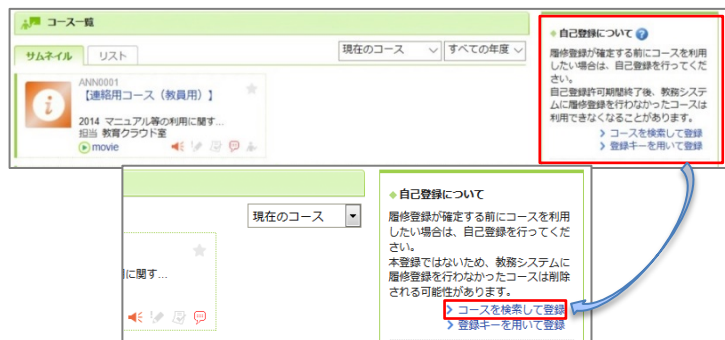 コース一覧
サムネイル リスト
現在のコース すべての年度
ANN0001
【連絡用コース（教員用）】
2014 マニュアル等の利用に関す...
担当 教育クラウド室
movie
自己登録について
履修登録が確定する前にコースを利用
したい場合は、自己登録を行ってくだ
さい。
自己登録許可期間終了後、教務システ
ムに履修登録を行わなかったコースは
利用できなくなることがあります。
コースを検索して登録
登録キーを用いて登録
現在のコース
に関す...
自己登録について
履修登録が確定する前にコースを利用
したい場合は、自己登録を行ってくだ
さい。
本登録ではないため、教務システムに
履修登録を行わなかったコースは削除
される可能性があります。
コースを検索して登録
登録キーを用いて登録